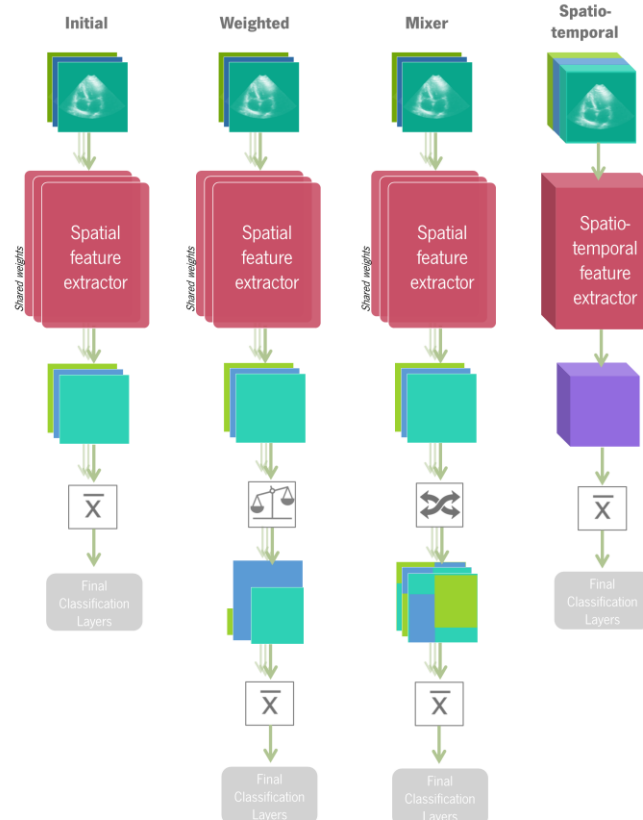 Initial
Weighted
Mixer
Spatio-
temporal
Shared weights
Spatial
feature
extractor
Shared weights
Spatial
feature
extractor
Shared weights
Spatial
feature
extractor
Spatio-
temporal
feature
extractor
X
X
Final
Classification
Layers
Final
Classification
Layers
X
X
Final
Classification
Layers
Final
Classification
Layers